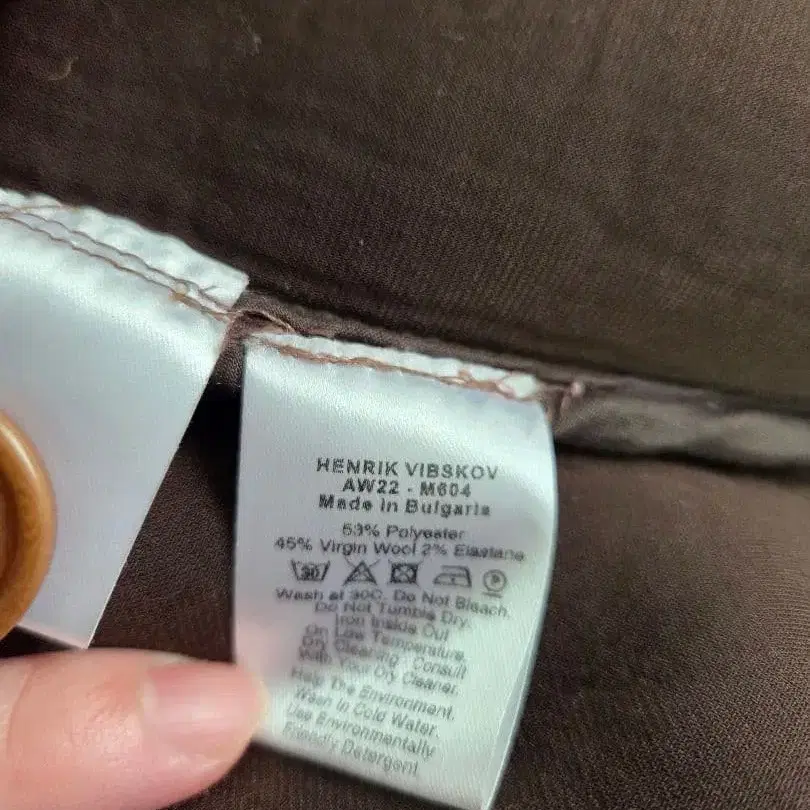 HENRIK VIBSKOV
AW22 - M604
Made in Bulgaria
53% Polyester
45% Virgin Wool 2% Elastane
30 P
Wash at 30C. Do Not Bleach.
Do Not Tumble Dry.
Iron Inside Out
On Low Temperature.
Dry Cleaning : Consult
With Your Dry Cleaner.
Help The Environment.
Wash In Cold Water.
Use Environmentally
Friendly Detergent